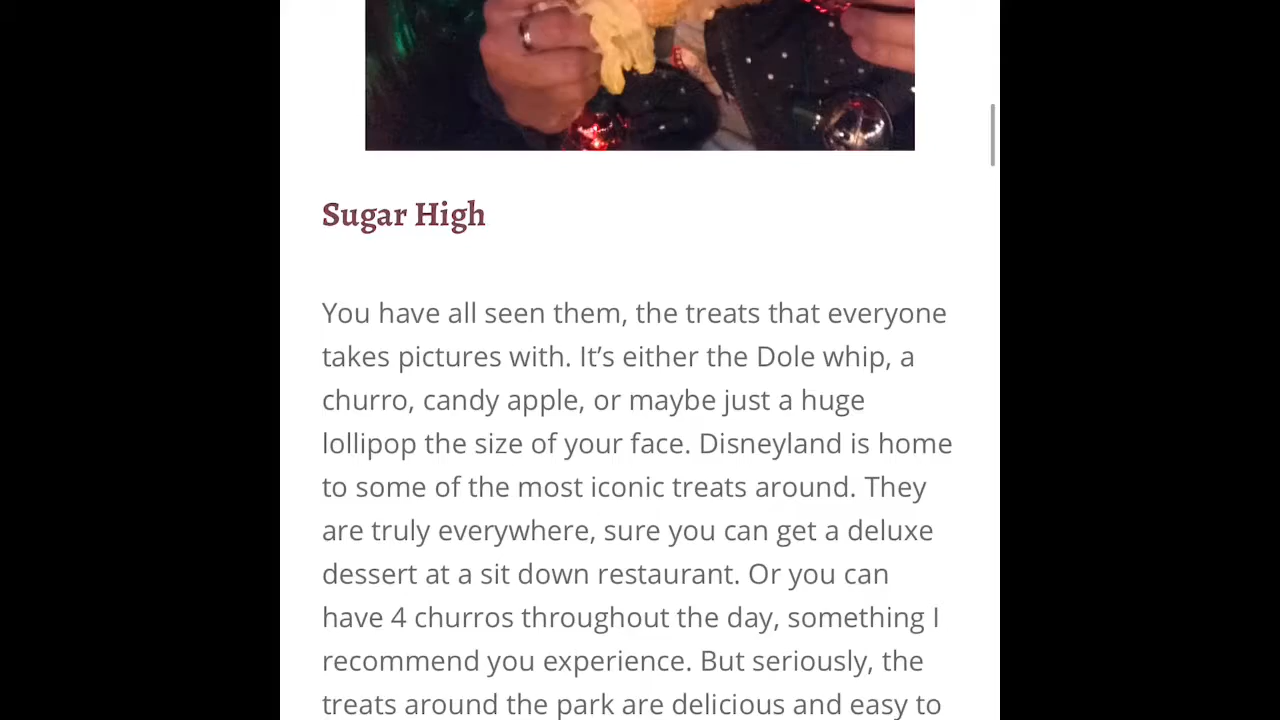 Sugar High
You have all seen them, the treats that everyone
takes pictures with. It’s either the Dole whip, a
churro, candy apple, or maybe just a huge
lollipop the size of your face. Disneyland is home
to some of the most iconic treats around. They
are truly everywhere, sure you can get a deluxe
dessert at a sit down restaurant. Or you can
have 4 churros throughout the day, something I
recommend you experience. But seriously, the
treats around the park are delicious and easy to